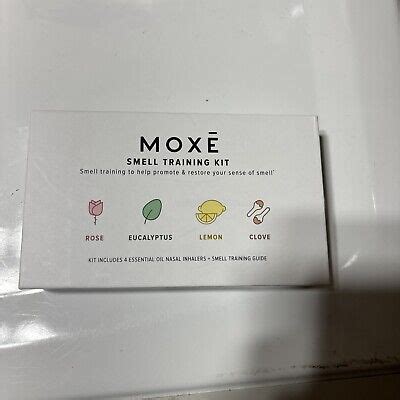 MOXĒ
SMELL TRAINING KIT
Smell training to help promote & restore your sense of smell*
ROSE EUCALYPTUS LEMON CLOVE
KIT INCLUDES 4 ESSENTIAL OIL NASAL INHALERS + SMELL TRAINING GUIDE